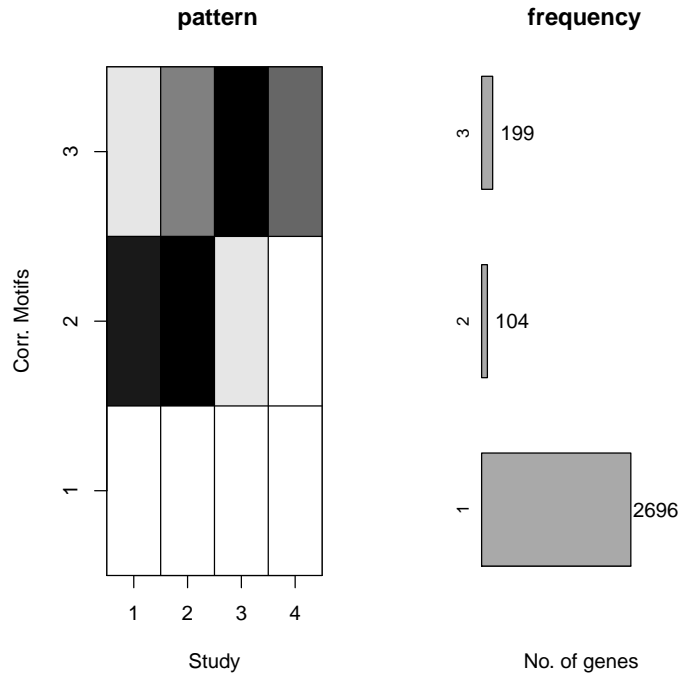 pattern
frequency
Corr. Motifs
3
2
1
1 2 3 4
Study
3
199
2
104
1
2696
No. of genes